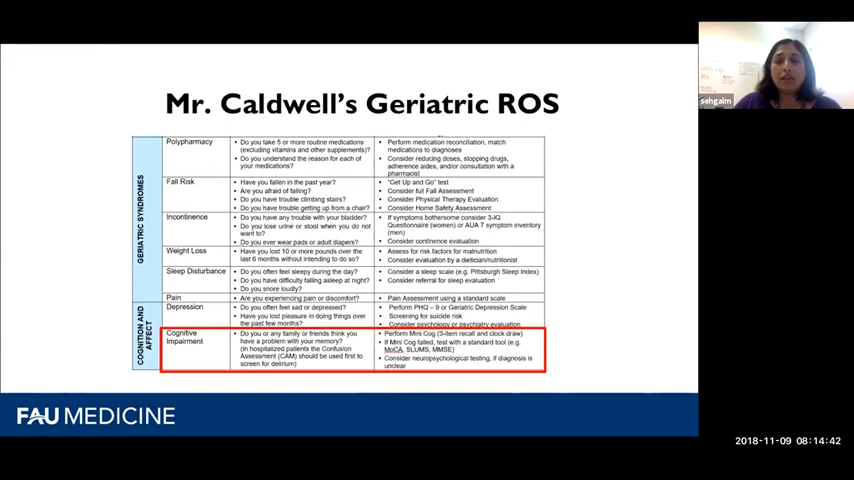 Mr. Caldwell's Geriatric ROS
GERIATRIC SYNDROMES
Polypharmacy
• Do you take 5 or more routine medications
(excluding vitamins and other supplements)?
• Do you understand the reason for each of
your medications?
• Perform medication reconciliation, match
medications to diagnoses
• Consider reducing doses, stopping drugs,
adherence aides, and/or consultation with a
pharmacist
Fall Risk
• Have you fallen in the past year?
• Are you afraid of falling?
• Do you have trouble climbing stairs?
• Do you have trouble getting up from a chair?
• "Get Up and Go" test
• Consider full Fall Assessment
• Consider Physical Therapy Evaluation
• Consider Home Safety Assessment
Incontinence
• Do you have any trouble with your bladder?
• Do you lose urine or stool when you do not
want to?
• Do you ever wear pads or adult diapers?
• If symptoms bothersome consider 3-IQ
Questionnaire (women) or AUA 7 symptom inventory
(men)
• Consider continence evaluation
Weight Loss
• Have you lost 10 or more pounds over the
last 6 months without intending to do so?
• Assess for risk factors for malnutrition
• Consider evaluation by a dietician/nutritionist
Sleep Disturbance
• Do you often feel sleepy during the day?
• Do you have difficulty falling asleep at night?
• Do you snore loudly?
• Consider a sleep scale (e.g. Pittsburgh Sleep Index)
• Consider referral for sleep evaluation
Pain
• Are you experiencing pain or discomfort?
• Pain Assessment using a standard scale
COGNITION AND
AFFECT
Depression
• Do you often feel sad or depressed?
• Have you lost pleasure in doing things over
the past few months?
• Perform PHQ – 9 or Geriatric Depression Scale
• Screening for suicide risk
• Consider psychology or psychiatry evaluation
Cognitive
Impairment
• Do you or any family or friends think you
have a problem with your memory?
(In hospitalized patients the Confusion
Assessment (CAM) should be used first to
screen for delirium)
• Perform Mini Cog (3-item recall and clock draw)
• If Mini Cog failed, test with a standard tool (e.g.
MoCA, SLUMS, MMSE)
• Consider neuropsychological testing, if diagnosis is
unclear
FAU MEDICINE
sehgalm
2018-11-09 08:14:42